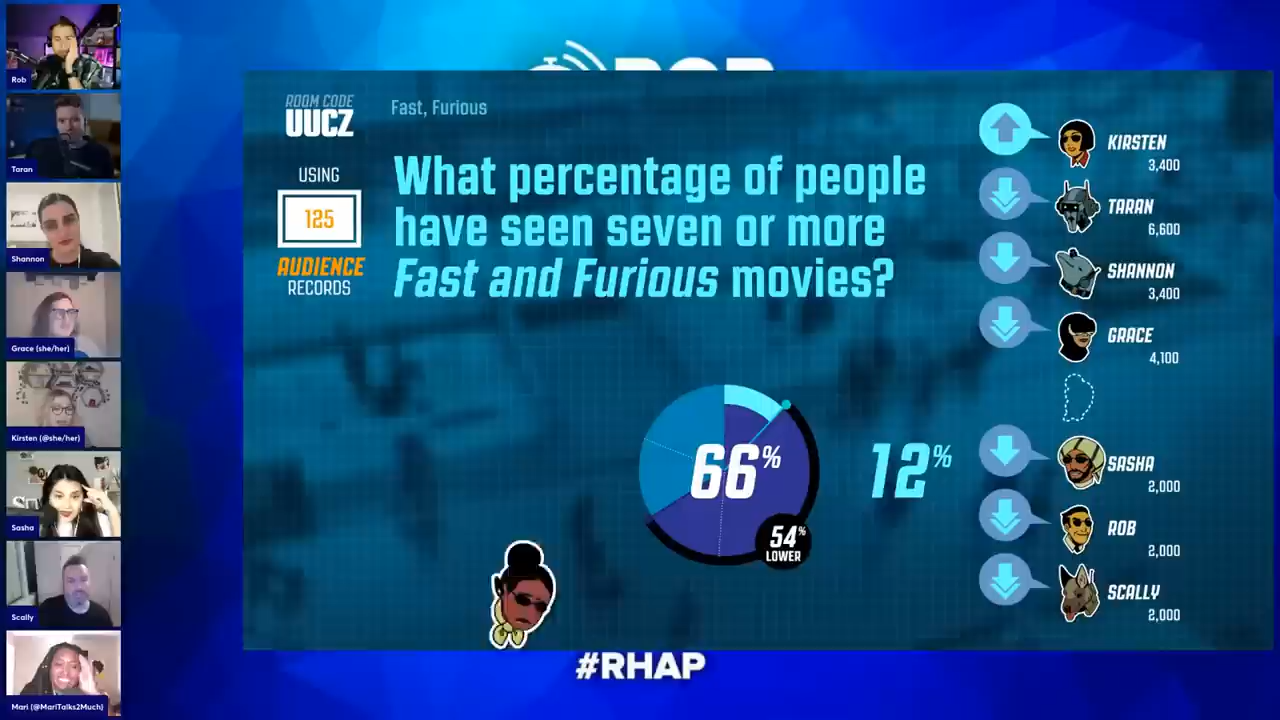 Rob
Taran
Shannon
Grace (she/her)
Kirsten (@she/her)
Sasha
Scally
Mari (@MariTalks2Much)
ROOM CODE
UUCZ
USING
125
AUDIENCE
RECORDS
Fast, Furious
What percentage of people
have seen seven or more
Fast and Furious movies?
66%
54%
LOWER
12%
KIRSTEN
3,400
TARAN
6,600
SHANNON
3,400
GRACE
4,100
SASHA
2,000
ROB
2,000
SCALLY
2,000
#RHAP